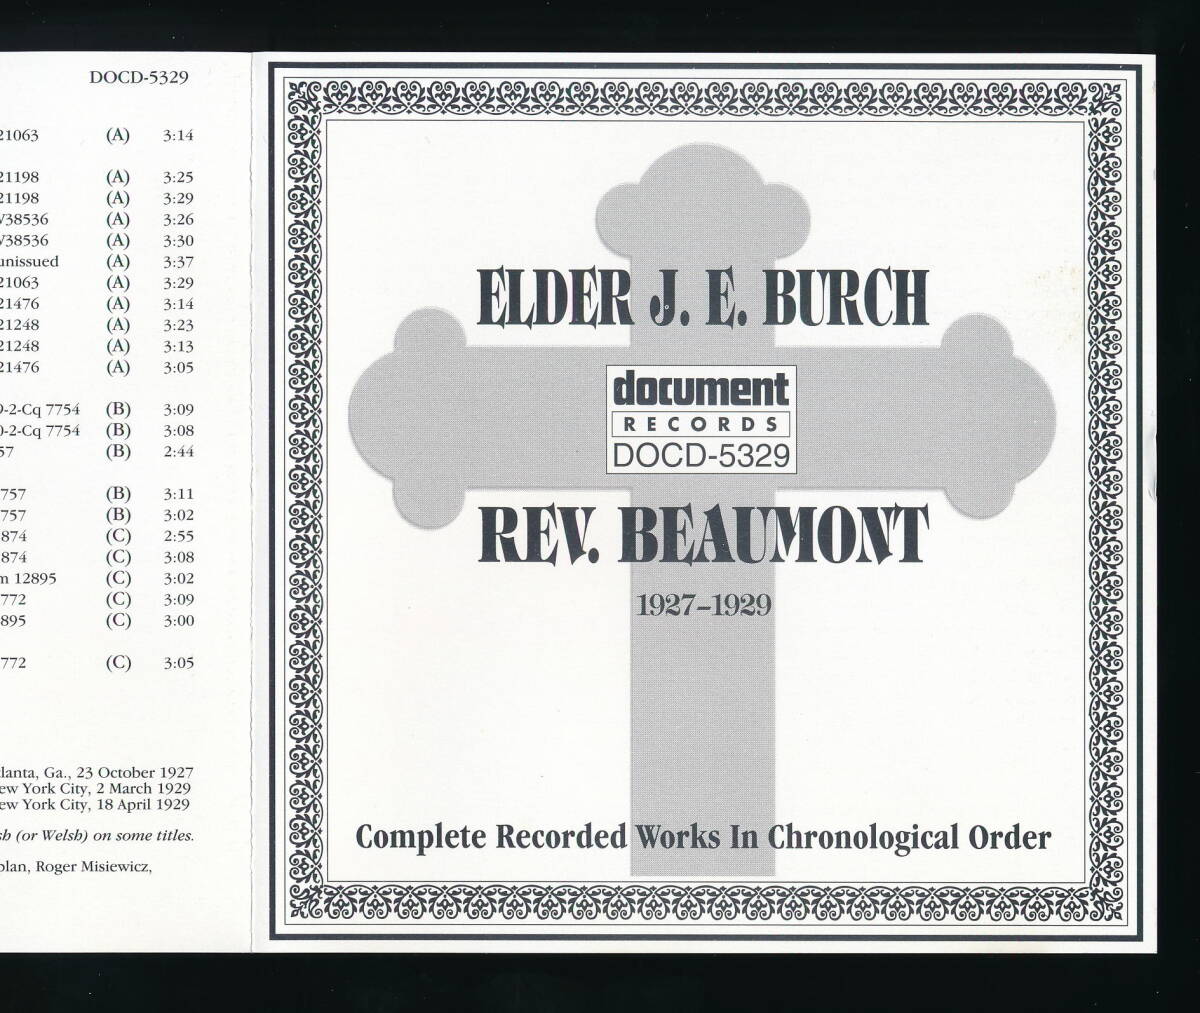 DOCD-5329
21063 (A) 3:14
21198 (A) 3:25
21198 (A) 3:29
V38536 (A) 3:26
V38536 (A) 3:30
unissued (A) 3:37
21063 (A) 3:29
21476 (A) 3:14
21248 (A) 3:23
21248 (A) 3:13
21476 (A) 3:05
-2-Cq 7754 (B) 3:09
-2-Cq 7754 (B) 3:08
57 (B) 2:44
757 (B) 3:11
757 (B) 3:02
874 (C) 2:55
874 (C) 3:08
m 12895 (C) 3:02
772 (C) 3:09
895 (C) 3:00
772 (C) 3:05
tlanta, Ga., 23 October 1927
ew York City, 2 March 1929
ew York City, 18 April 1929
sh (or Welsh) on some titles.
plan, Roger Misiewicz,
ELDER J. E. BURCH
document
RECORDS
DOCD-5329
REV. BEAUMONT
1927-1929
Complete Recorded Works In Chronological Order